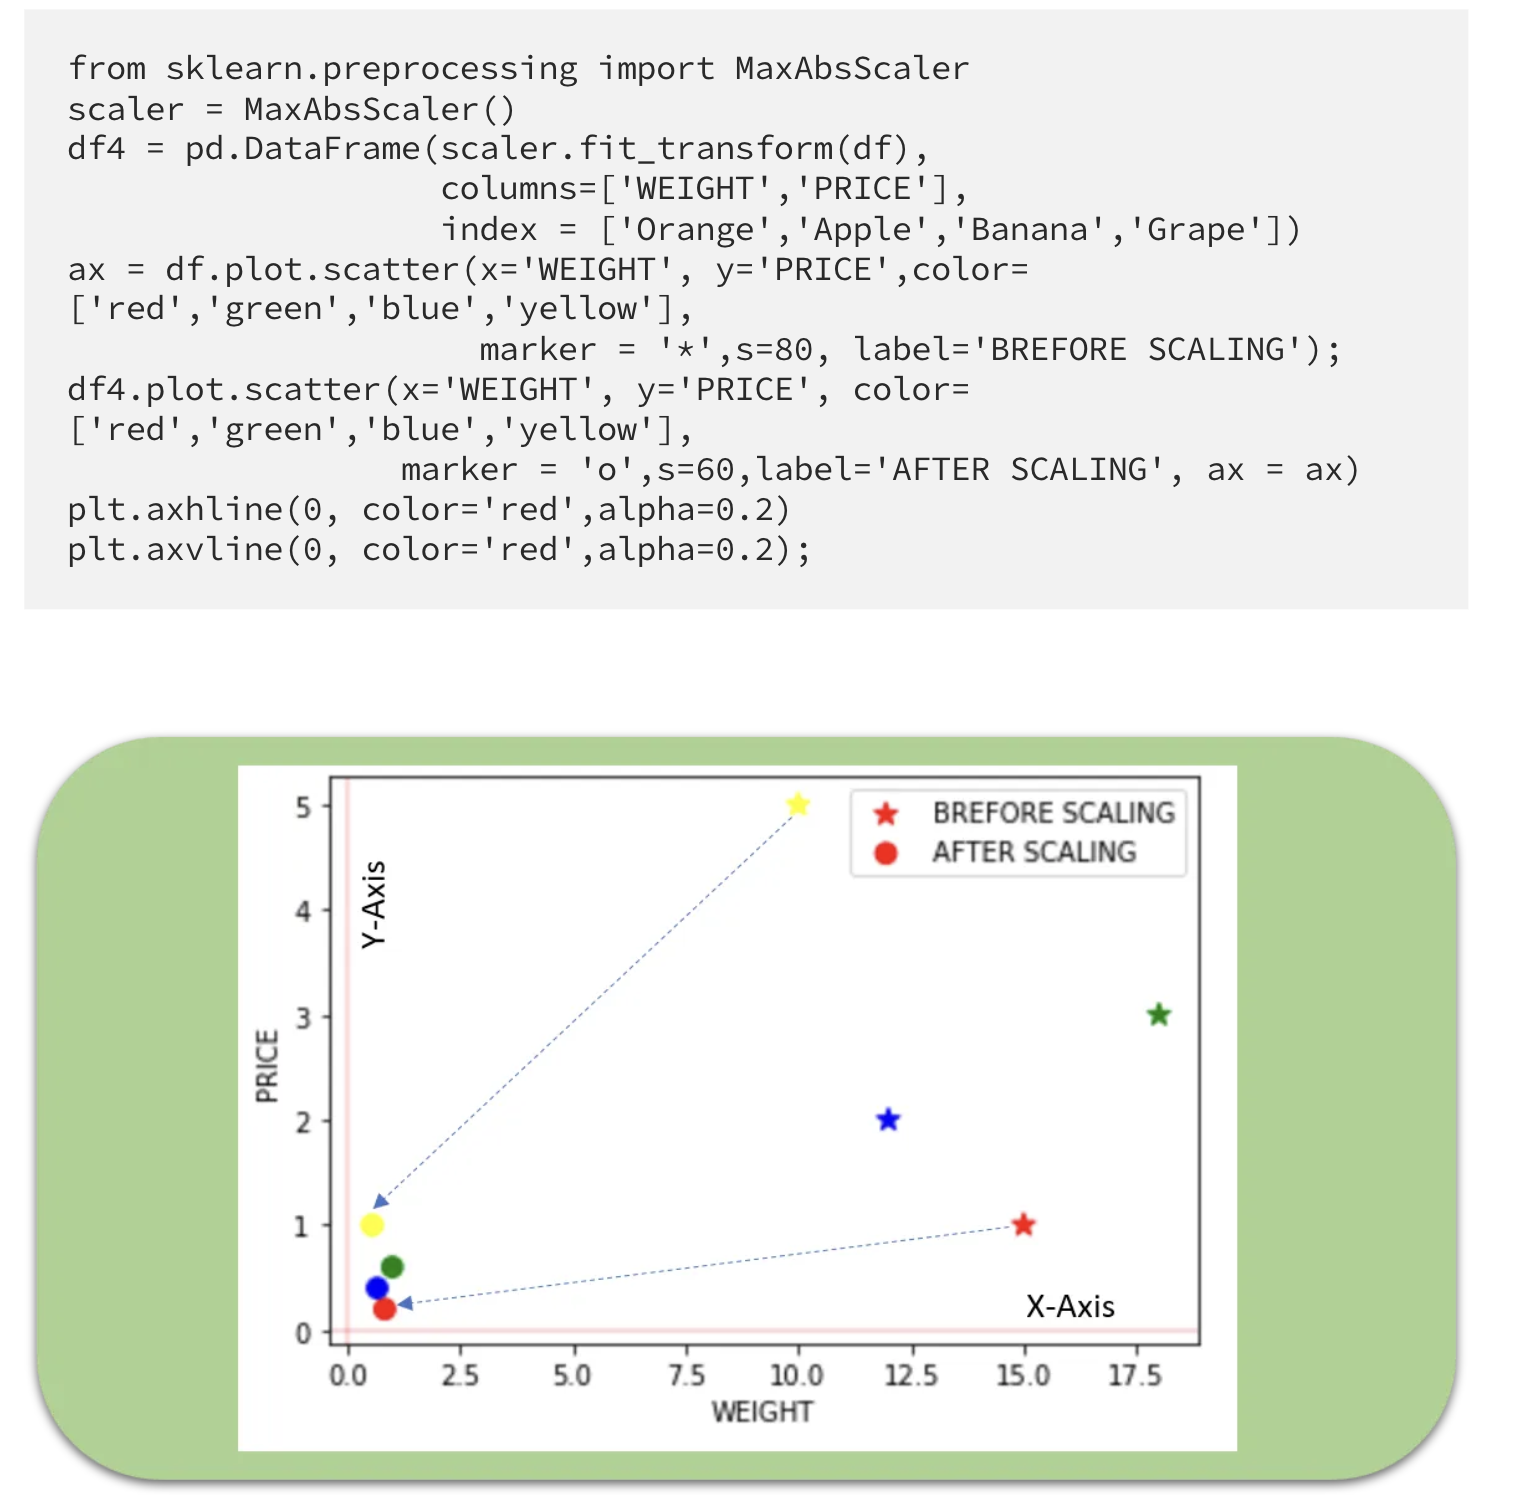 from sklearn.preprocessing import MaxAbsScaler
scaler = MaxAbsScaler()
df4 = pd.DataFrame(scaler.fit_transform(df),
                   columns=['WEIGHT','PRICE'],
                   index = ['Orange','Apple','Banana','Grape'])
ax = df.plot.scatter(x='WEIGHT', y='PRICE',color=
['red','green','blue','yellow'],
                     marker = '*',s=80, label='BREFORE SCALING');
df4.plot.scatter(x='WEIGHT', y='PRICE', color=
['red','green','blue','yellow'],
                 marker = 'o',s=60,label='AFTER SCALING', ax = ax)
plt.axhline(0, color='red',alpha=0.2)
plt.axvline(0, color='red',alpha=0.2);
BREFORE SCALING
AFTER SCALING
Y-Axis
PRICE
5
4
3
2
1
0
X-Axis
0.0 2.5 5.0 7.5 10.0 12.5 15.0 17.5
WEIGHT